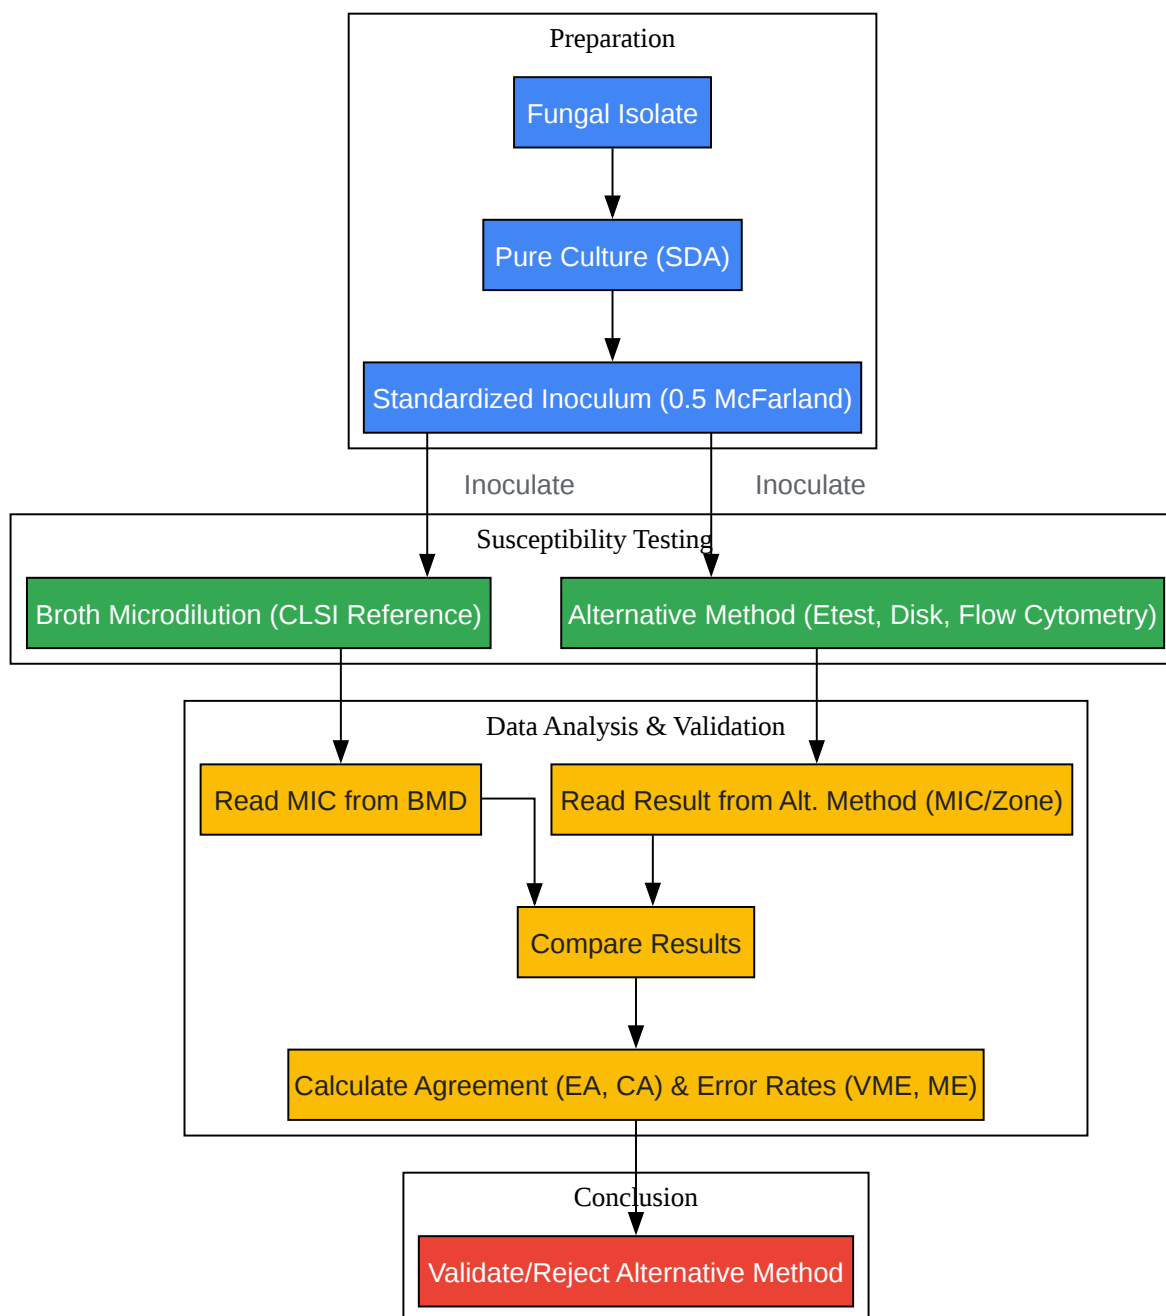 Preparation
Fungal Isolate
Pure Culture (SDA)
Standardized Inoculum (0.5 McFarland)
Inoculate
Inoculate
Susceptibility Testing
Broth Microdilution (CLSI Reference)
Alternative Method (Etest, Disk, Flow Cytometry)
Data Analysis & Validation
Read MIC from BMD
Read Result from Alt. Method (MIC/Zone)
Compare Results
Calculate Agreement (EA, CA) & Error Rates (VME, ME)
Conclusion
Validate/Reject Alternative Method